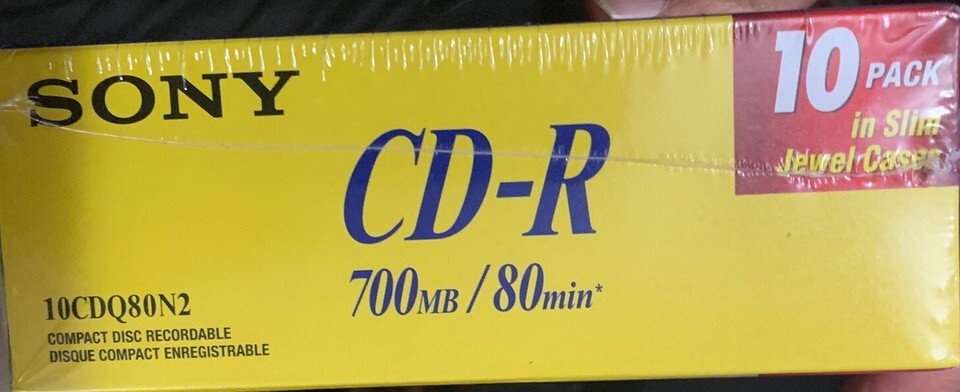 SONY
10 PACK
in Slim
Jewel Cases
CD-R
700MB / 80min*
10CDQ80N2
COMPACT DISC RECORDABLE
DISQUE COMPACT ENREGISTRABLE